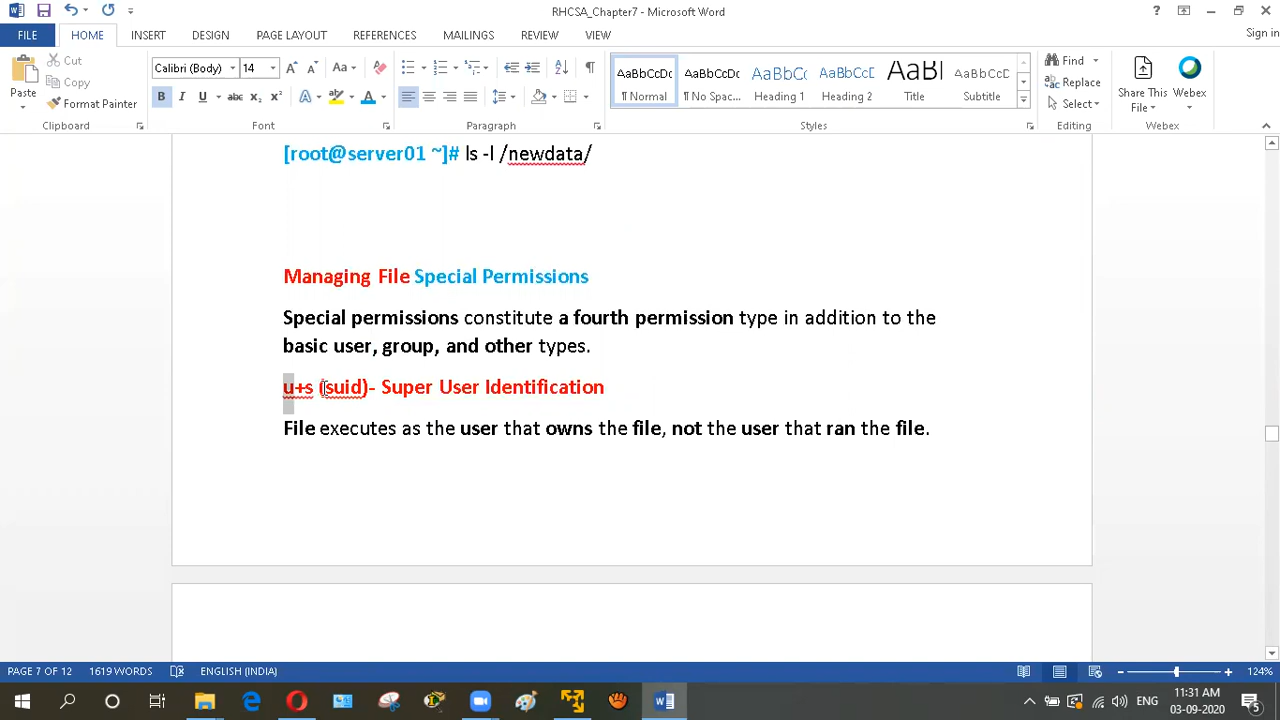 RHCSA_Chapter7 - Microsoft Word
?
FILE HOME INSERT DESIGN PAGE LAYOUT REFERENCES MAILINGS REVIEW VIEW Sign in
Paste
Cut
Copy
Format Painter
Clipboard
Calibri (Body) 14
B I U abc x₂ x²
Font
Paragraph
AaBbCcDc AaBbCcDc AaBbCc AaBbCcC AaBl AaBbCcD
¶ Normal ¶ No Spac... Heading 1 Heading 2 Title Subtitle
Styles
Find
Replace
Select
Editing
Share This File
Webex
Webex
[root@server01 ~]# ls -l /newdata/
Managing File Special Permissions
Special permissions constitute a fourth permission type in addition to the
basic user, group, and other types.
u+s (suid)- Super User Identification
File executes as the user that owns the file, not the user that ran the file.
PAGE 7 OF 12 1619 WORDS ENGLISH (INDIA) 124%
ENG
11:31 AM
03-09-2020
5